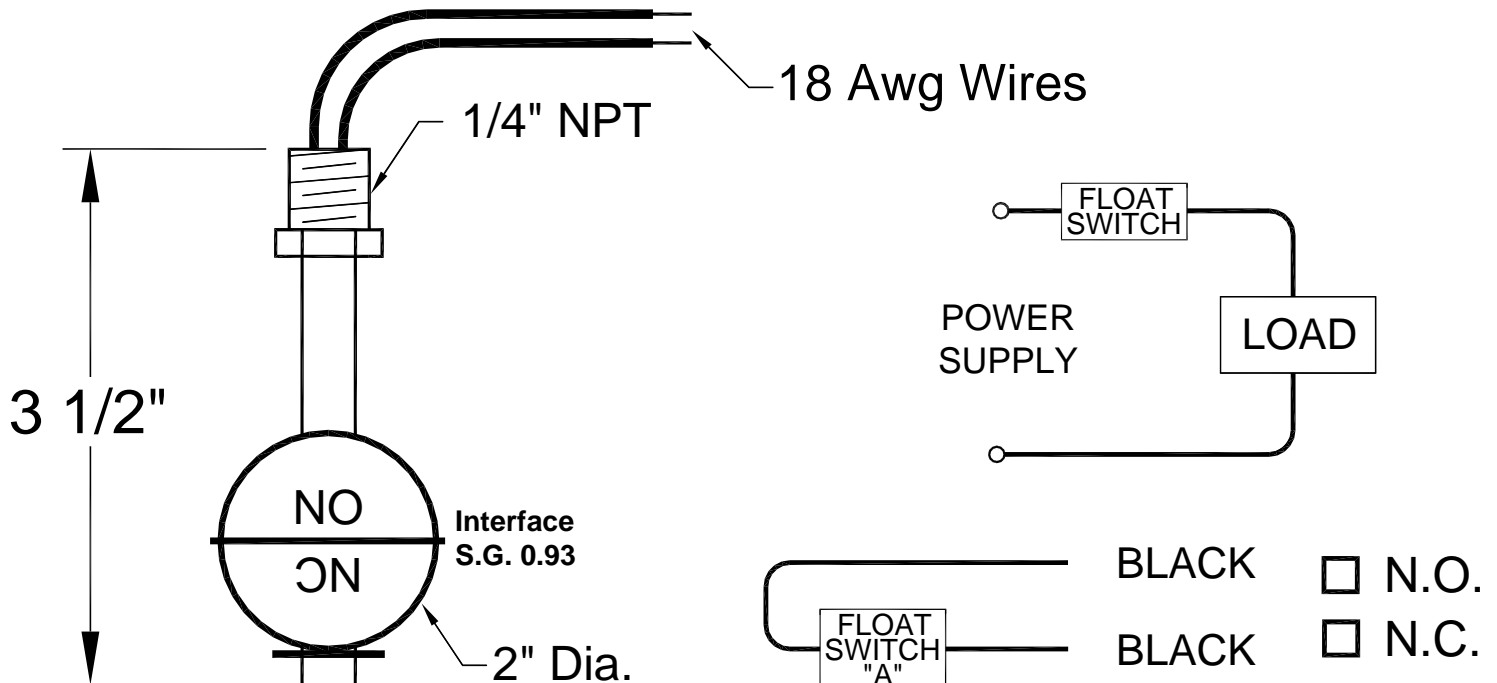 18 Awg Wires
1/4" NPT
FLOAT
SWITCH
POWER
SUPPLY
LOAD
3 1/2"
NO
NC
Interface
S.G. 0.93
2" Dia.
BLACK
N.O.
FLOAT
SWITCH
"A"
BLACK
N.C.